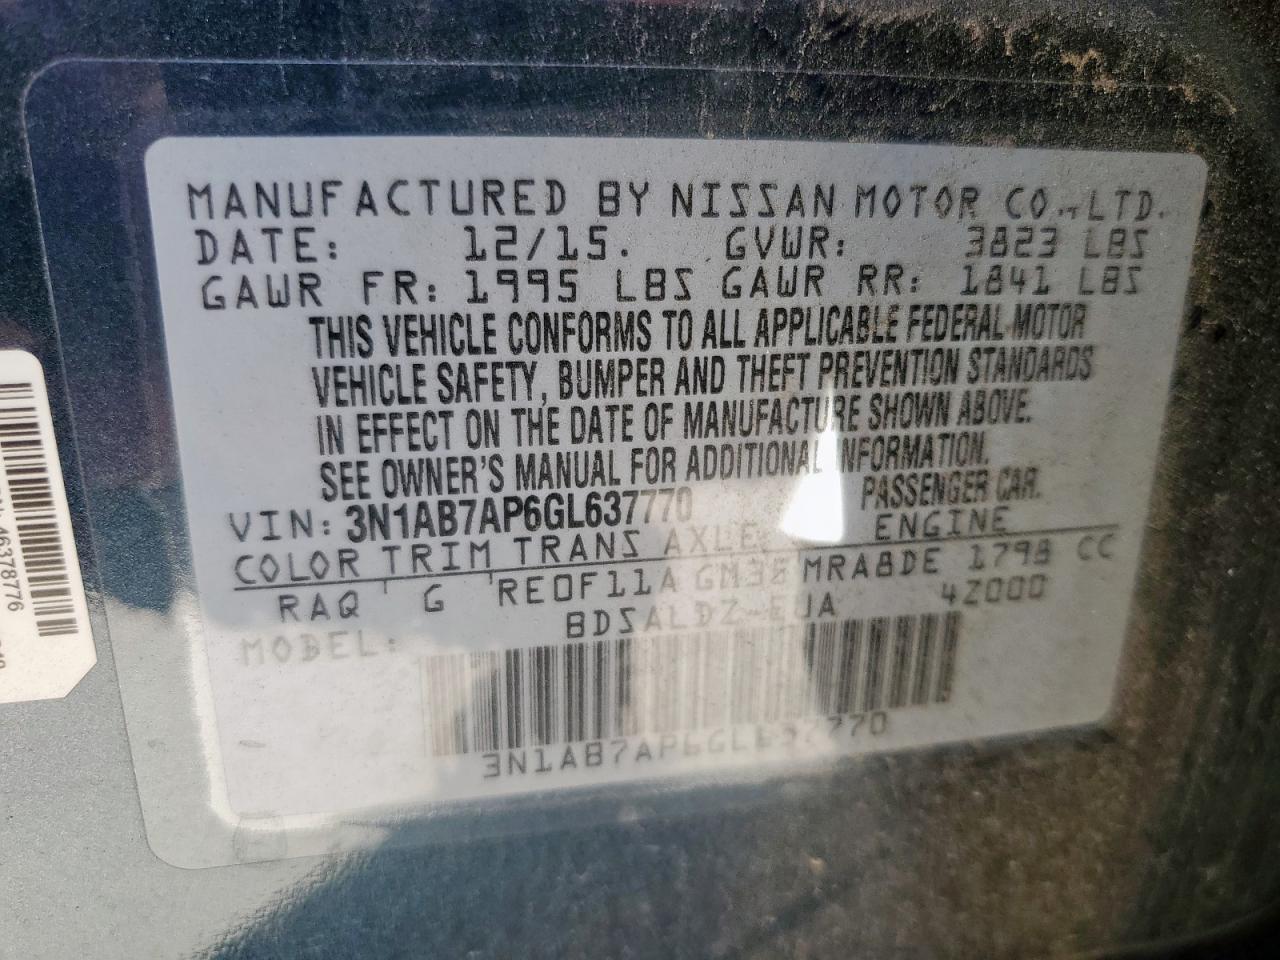 MANUFACTURED BY NISSAN MOTOR CO.,LTD.
DATE: 12/15. GVWR: 3823 LBS
GAWR FR: 1995 LBS GAWR RR: 1841 LBS
THIS VEHICLE CONFORMS TO ALL APPLICABLE FEDERAL MOTOR
VEHICLE SAFETY, BUMPER AND THEFT PREVENTION STANDARDS
IN EFFECT ON THE DATE OF MANUFACTURE SHOWN ABOVE.
SEE OWNER'S MANUAL FOR ADDITIONAL INFORMATION.
VIN: 3N1AB7AP6GL637770 PASSENGER CAR.
COLOR TRIM TRANS AXLE ENGINE
RAQ G RE0F11A GM38 MRA8DE 1798 CC
MODEL: BDSALDZ-EUA 4Z000
3N1AB7AP6GL637770